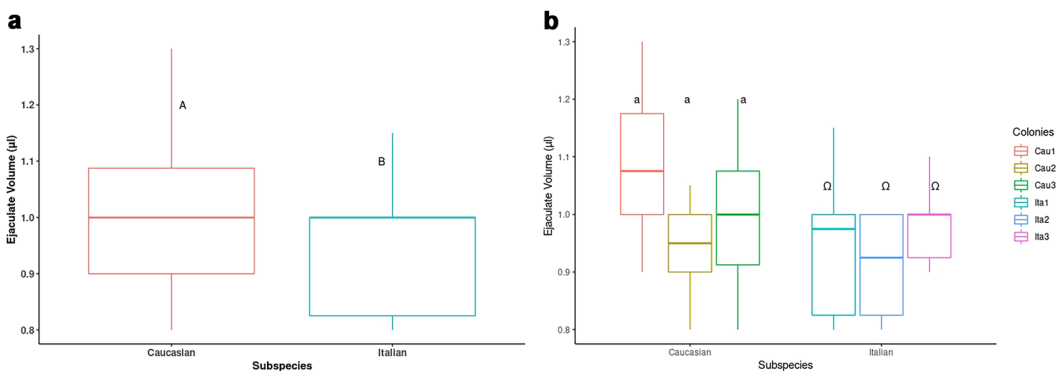 a
Ejaculate Volume (µl)
1.3
1.2
1.1
1.0
0.9
0.8
A
B
Caucasian
Italian
Subspecies
b
Ejaculate Volume (µl)
1.3
1.2
1.1
1.0
0.9
0.8
a
a
a
Ω
Ω
Ω
Caucasian
Italian
Subspecies
Colonies
Cau1
Cau2
Cau3
Ita1
Ita2
Ita3